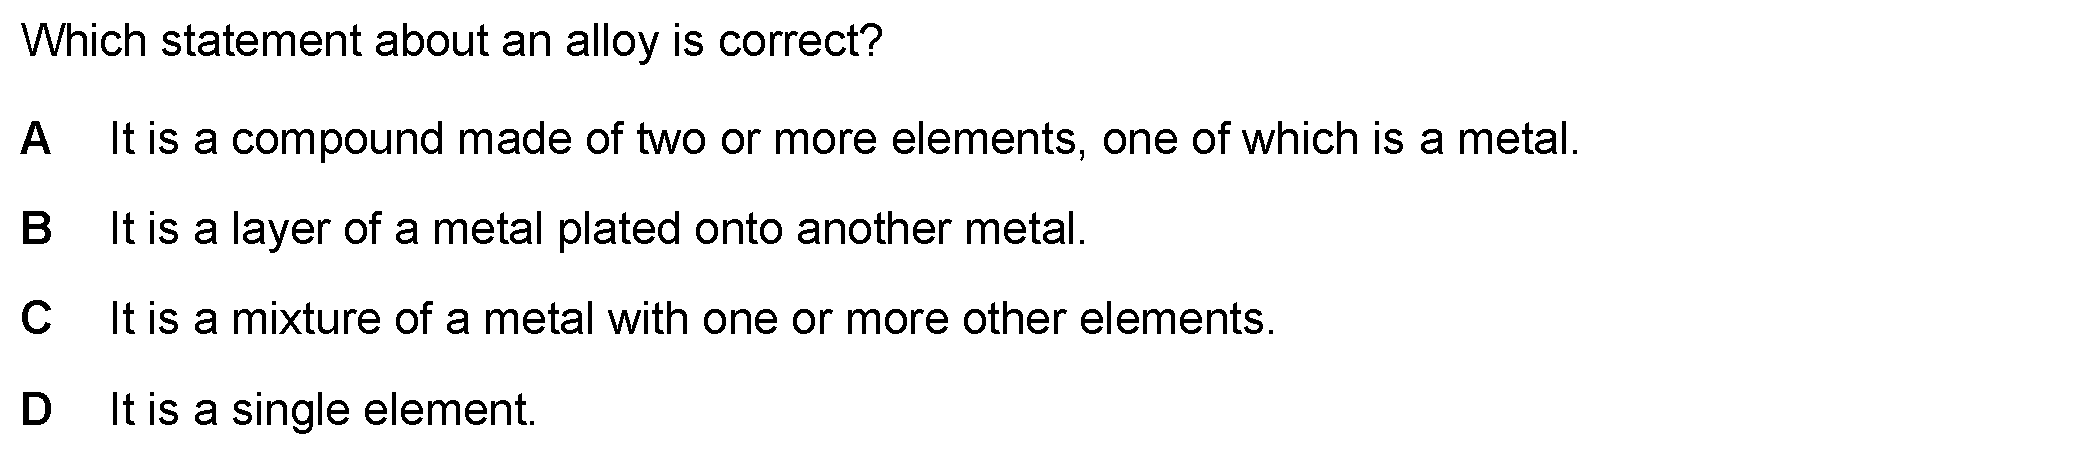 Which statement about an alloy is correct?
A It is a compound made of two or more elements, one of which is a metal.
B It is a layer of a metal plated onto another metal.
C It is a mixture of a metal with one or more other elements.
D It is a single element.